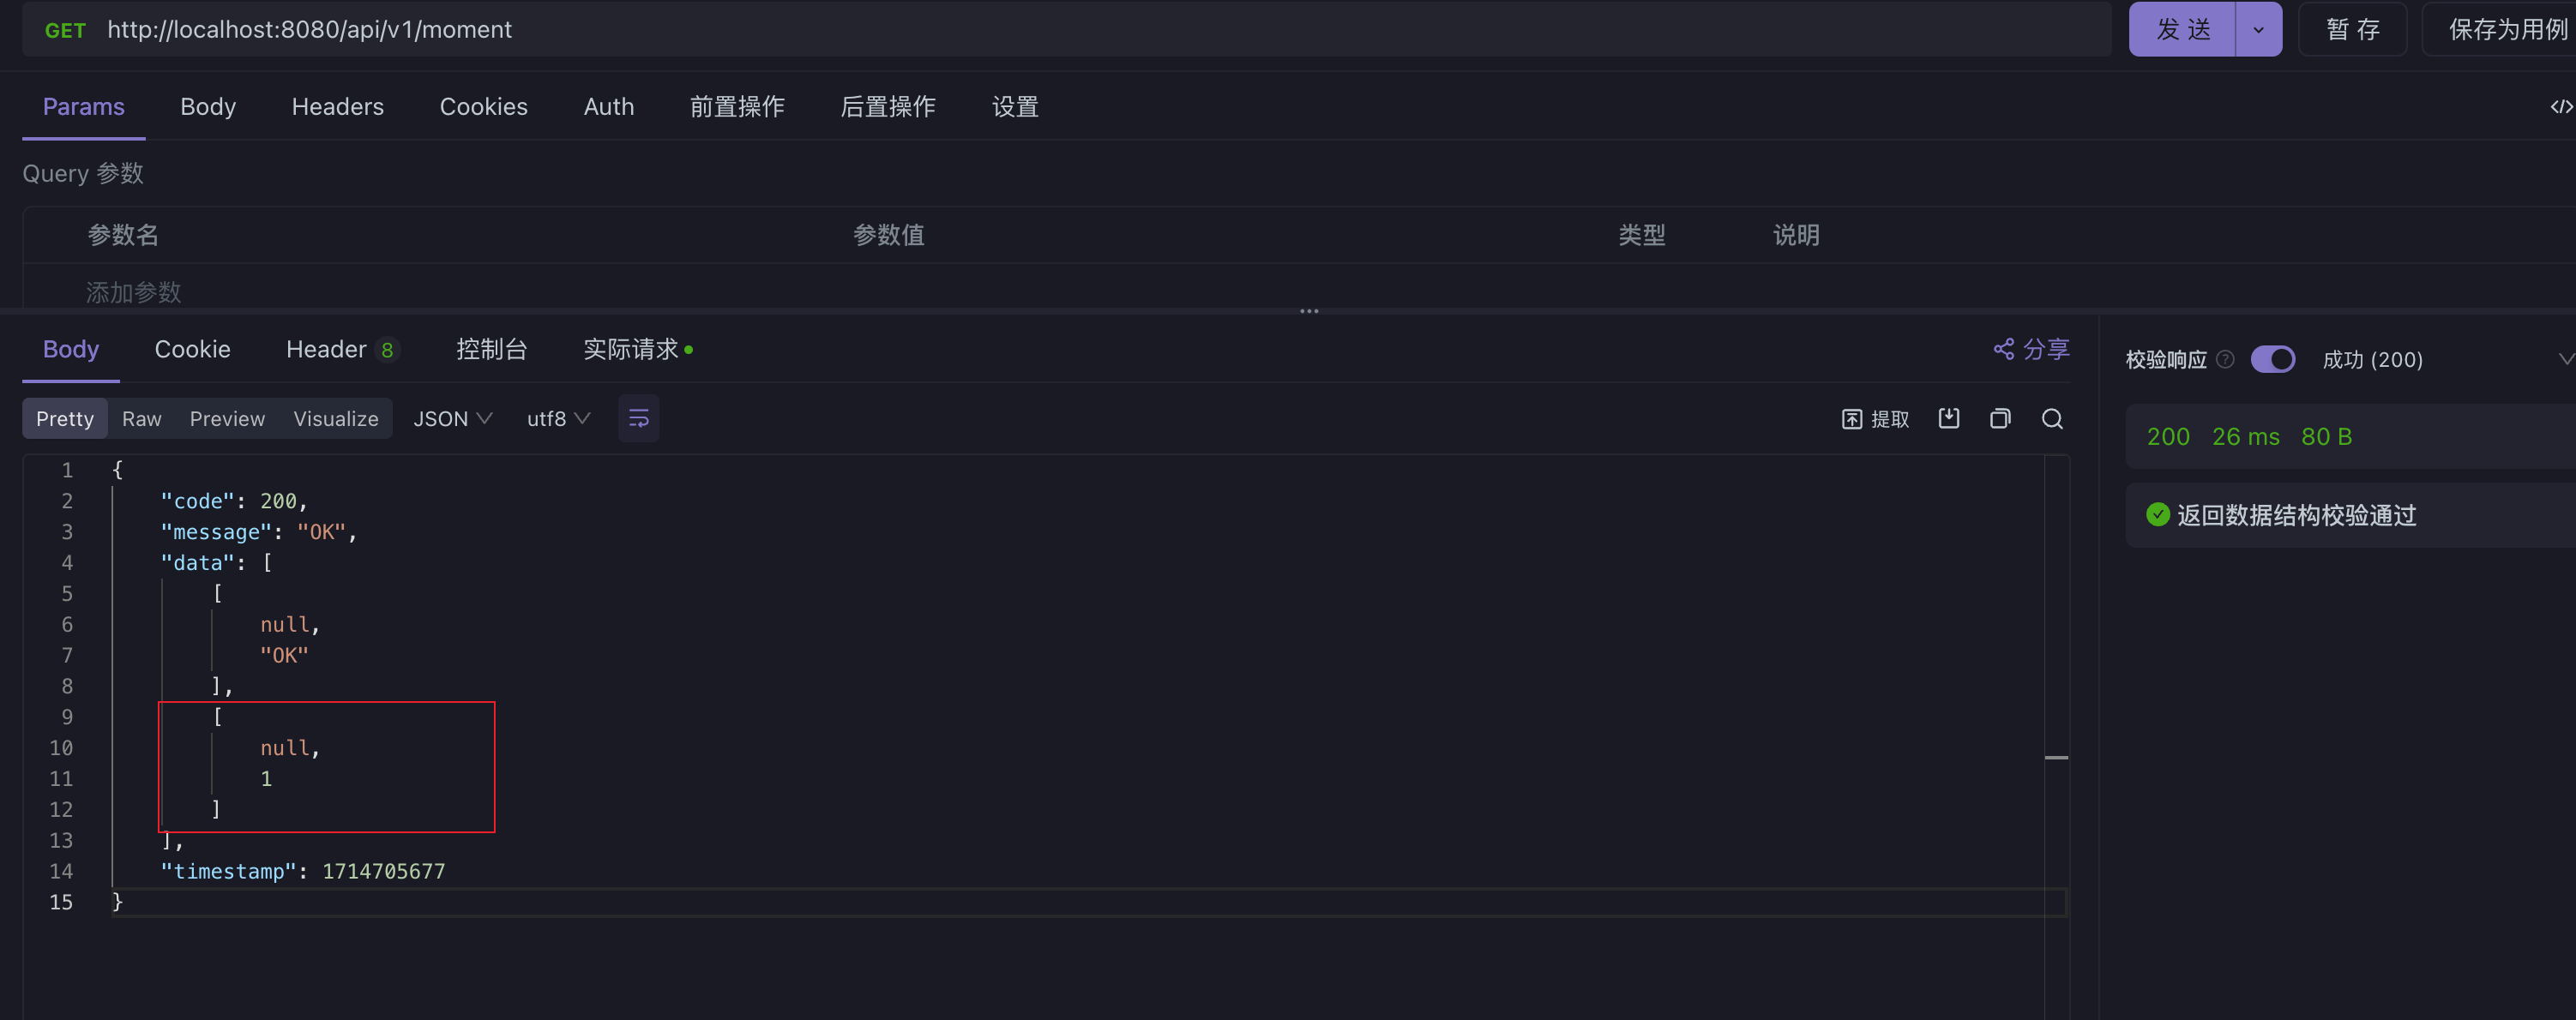 GET http://localhost:8080/api/v1/moment 发 送 暂 存 保存为用例
Params Body Headers Cookies Auth 前置操作 后置操作 设置 </>
Query 参数
参数名 参数值 类型 说明
添加参数
Body Cookie Header 8 控制台 实际请求 分享
校验响应 ? 成功 (200)
Pretty Raw Preview Visualize JSON utf8 提取
200 26 ms 80 B
返回数据结构校验通过
1 {
2 "code": 200,
3 "message": "OK",
4 "data": [
5 [
6 null,
7 "OK"
8 ],
9 [
10 null,
11 1
12 ]
13 ],
14 "timestamp": 1714705677
15 }